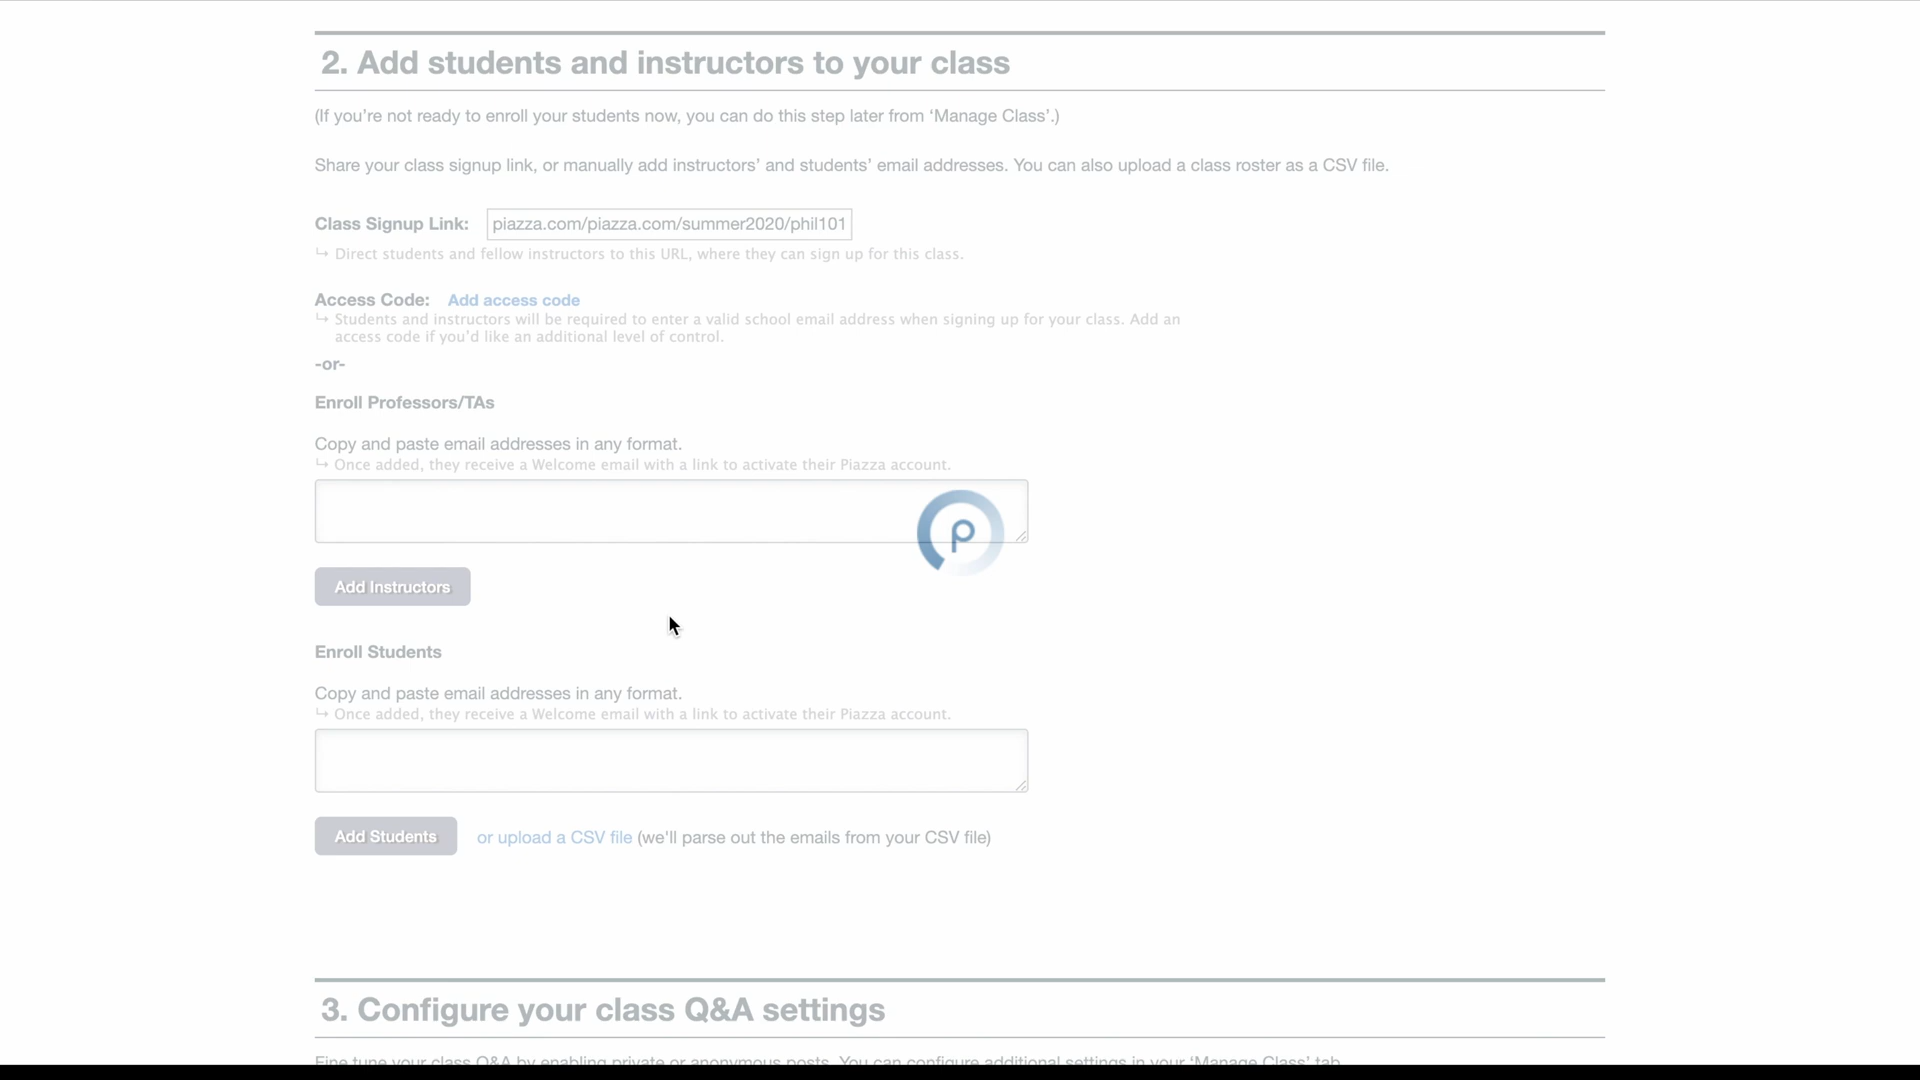 2. Add students and instructors to your class
(If you’re not ready to enroll your students now, you can do this step later from ‘Manage Class’.)
Share your class signup link, or manually add instructors’ and students’ email addresses. You can also upload a class roster as a CSV file.
Class Signup Link: piazza.com/piazza.com/summer2020/phil101
↪ Direct students and fellow instructors to this URL, where they can sign up for this class.
Access Code: Add access code
↪ Students and instructors will be required to enter a valid school email address when signing up for your class. Add an
access code if you’d like an additional level of control.
-or-
Enroll Professors/TAs
Copy and paste email addresses in any format.
↪ Once added, they receive a Welcome email with a link to activate their Piazza account.
p
Add Instructors
Enroll Students
Copy and paste email addresses in any format.
↪ Once added, they receive a Welcome email with a link to activate their Piazza account.
Add Students or upload a CSV file (we'll parse out the emails from your CSV file)
3. Configure your class Q&A settings
Fine tune your class Q&A by enabling private or anonymous posts. You can configure additional settings in your ‘Manage Class’ tab